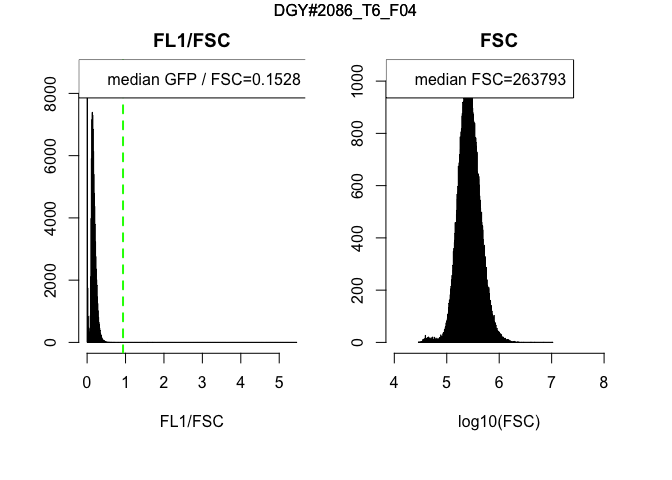 DGY#2086_T6_F04
FL1/FSC
median GFP / FSC=0.1528
8000
6000
4000
2000
0
0 1 2 3 4 5
FL1/FSC
FSC
median FSC=263793
1000
800
600
400
200
0
4 5 6 7 8
log10(FSC)